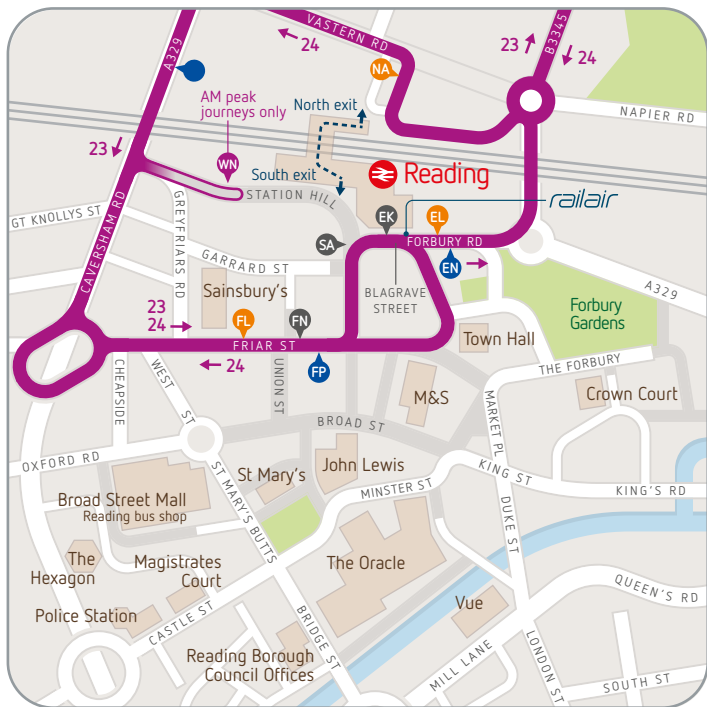 VASTERN RD
24
23
B3345
24
A329
NA
AM peak
journeys only
North exit
NAPIER RD
23
WN
South exit
Reading
STATION HILL
railair
GT KNOLLYS ST
GREYFRIARS RD
CAVERSHAM RD
EK
EL
SA
FORBURY RD
GARRARD ST
EN
A329
Sainsbury's
BLAGRAVE
STREET
23
24
FL
FN
Forbury
Gardens
FRIAR ST
Town Hall
24
FP
THE FORBURY
CHEAPSIDE
WEST ST
UNION ST
M&S
Crown Court
MARKET PL
BROAD ST
OXFORD RD
St Mary's
John Lewis
KING ST
ST MARY'S BUTTS
MINSTER ST
KING'S RD
Broad Street Mall
Reading bus shop
DUKE ST
The
Hexagon
Magistrates
Court
The Oracle
QUEEN'S RD
Police Station
CASTLE ST
Vue
BRIDGE ST
LONDON ST
Reading Borough
Council Offices
MILL LANE
SOUTH ST